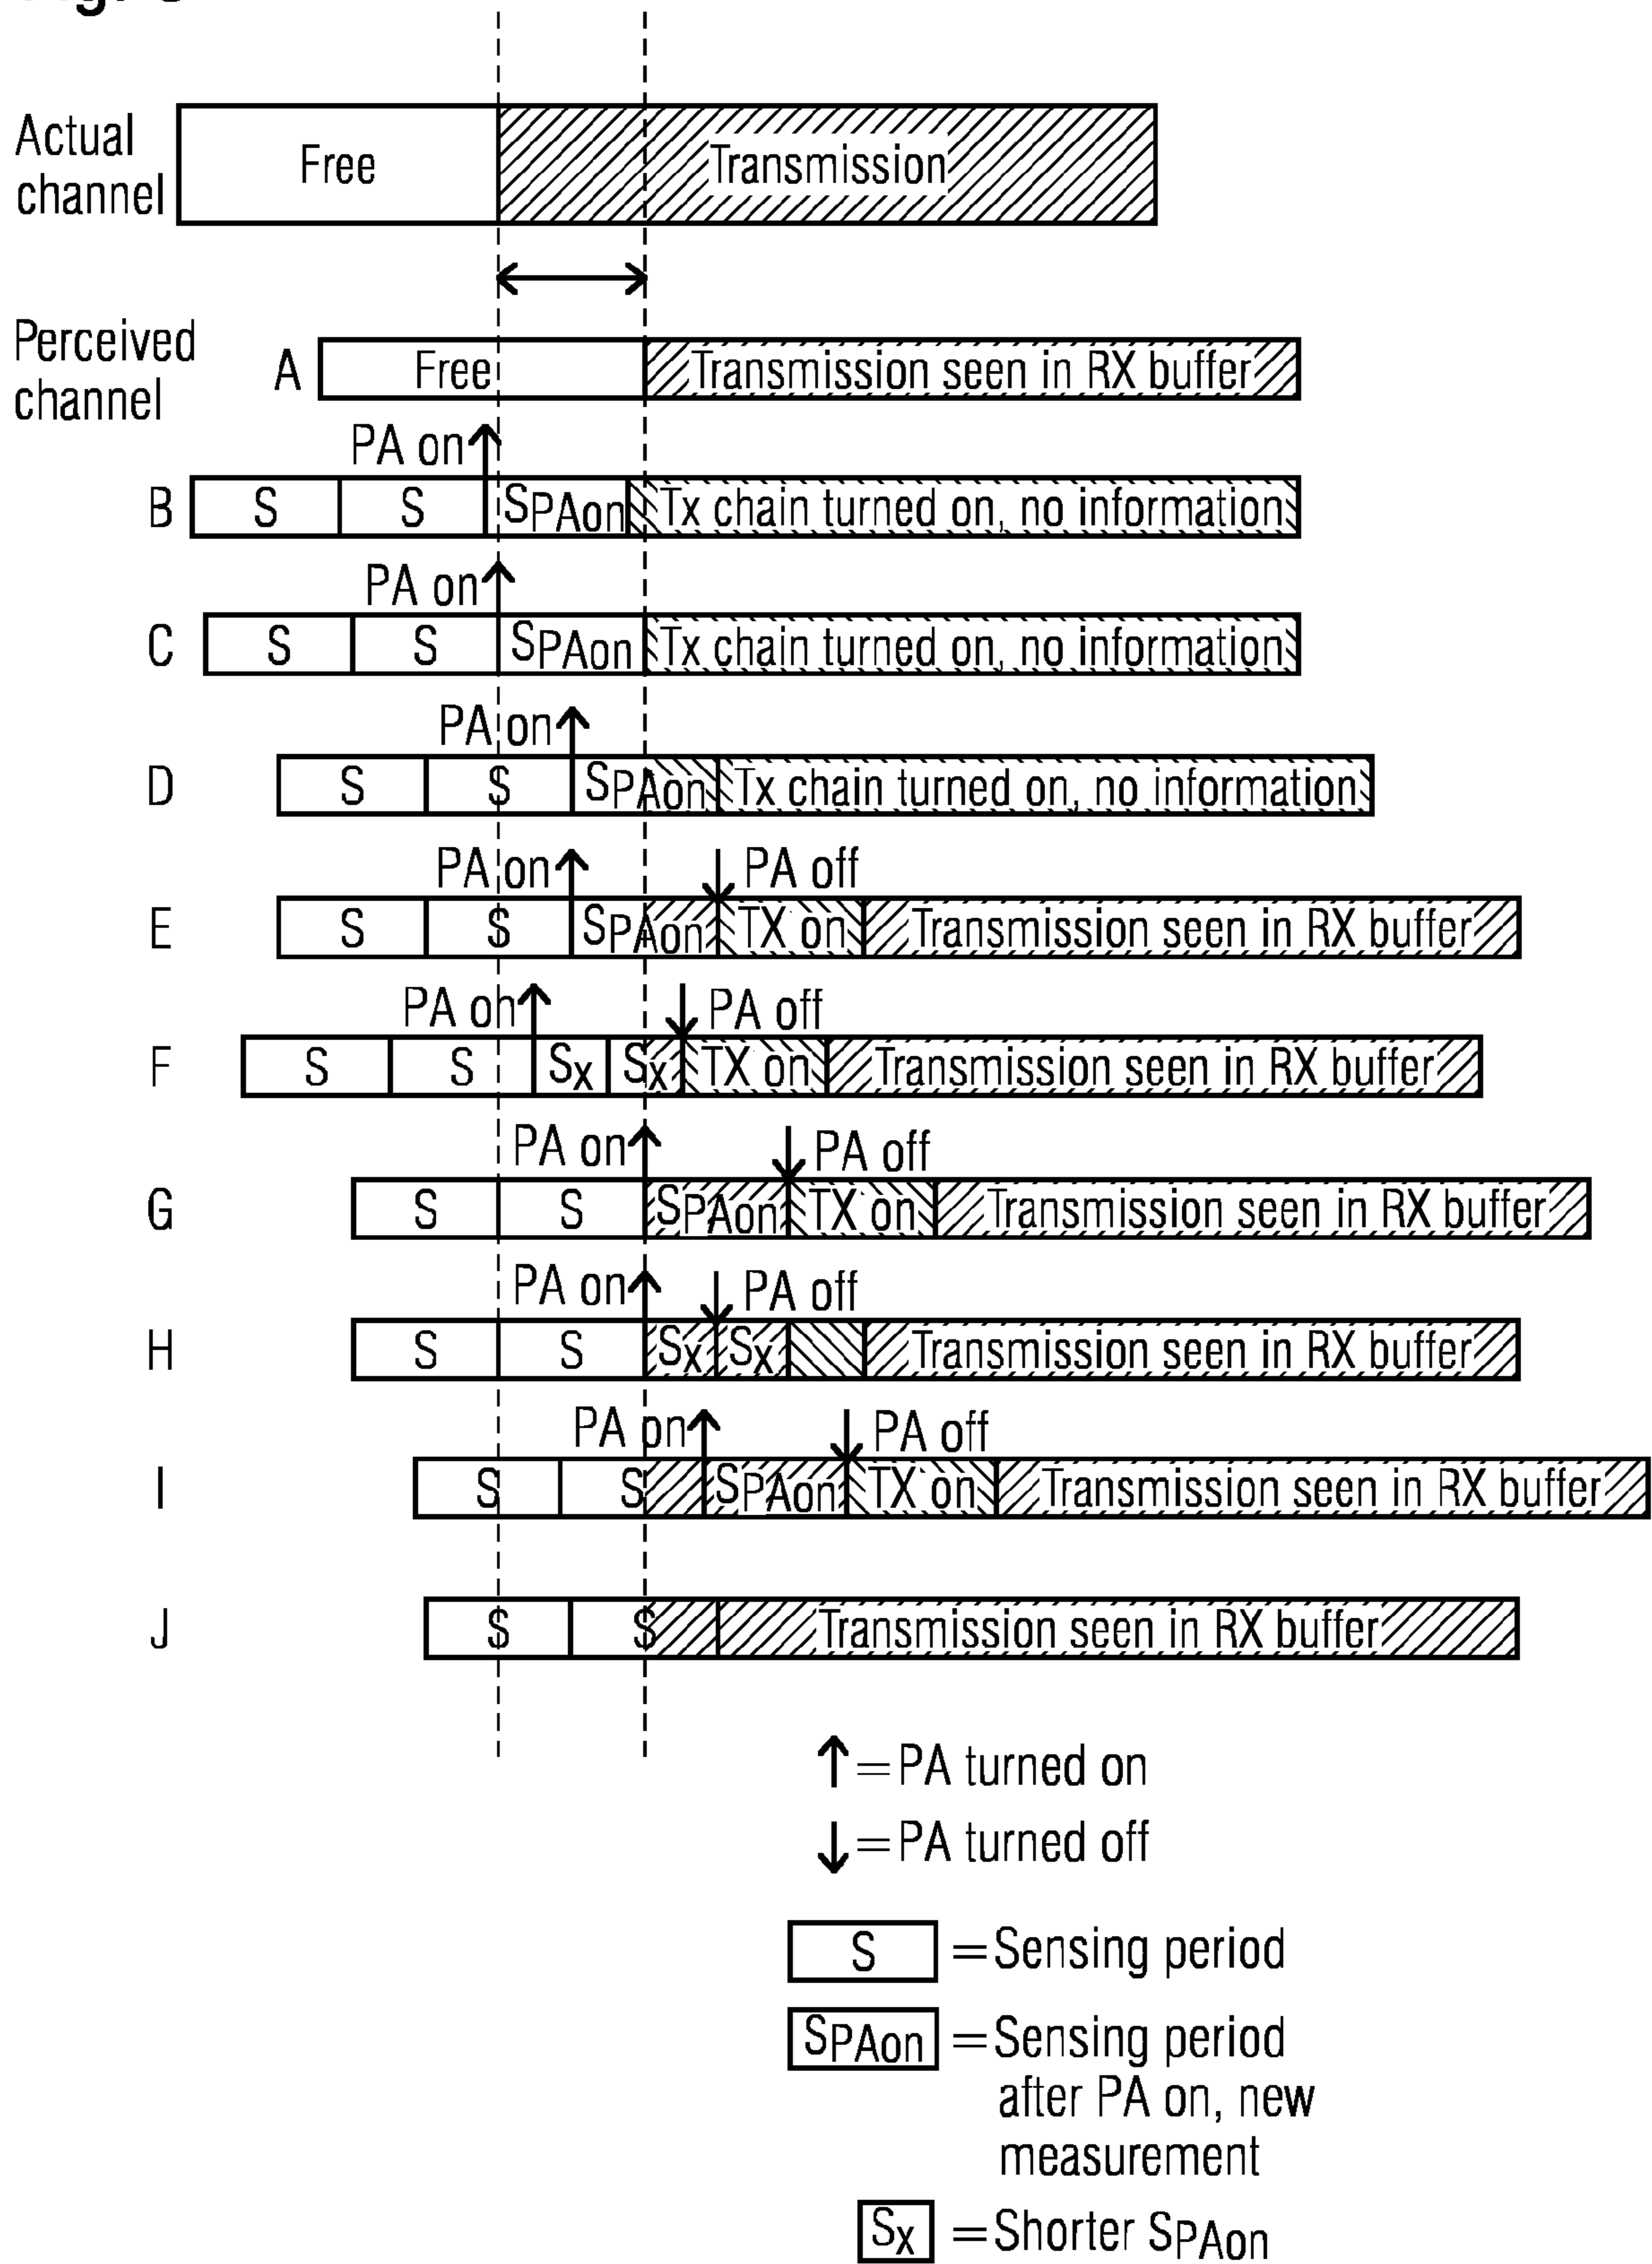 Actual
channel
Free
Transmission
Perceived
channel
A
Free
Transmission seen in RX buffer
PA on
B
S
S
SPAon
Tx chain turned on, no information
PA on
C
S
S
SPAon
Tx chain turned on, no information
PA on
D
S
S
SPAon
Tx chain turned on, no information
PA on
PA off
E
S
S
SPAon
TX on
Transmission seen in RX buffer
PA on
PA off
F
S
S
Sx
Sx
TX on
Transmission seen in RX buffer
PA on
PA off
G
S
S
SPAon
TX on
Transmission seen in RX buffer
PA on
PA off
H
S
S
Sx
Sx
Transmission seen in RX buffer
PA on
PA off
I
S
S
SPAon
TX on
Transmission seen in RX buffer
J
S
S
Transmission seen in RX buffer
↑=PA turned on
↓=PA turned off
S =Sensing period
SPAon =Sensing period
after PA on, new
measurement
Sx =Shorter SPAon